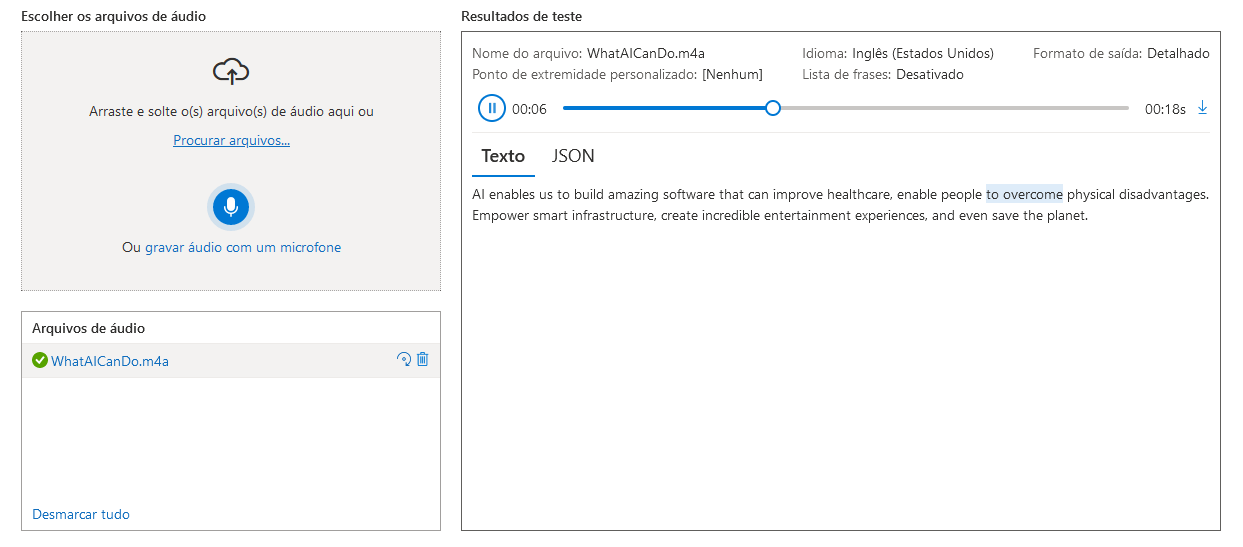 Escolher os arquivos de áudio
Arraste e solte o(s) arquivo(s) de áudio aqui ou
Procurar arquivos...
Ou gravar áudio com um microfone
Arquivos de áudio
WhatAICanDo.m4a
Desmarcar tudo
Resultados de teste
Nome do arquivo: WhatAICanDo.m4a Idioma: Inglês (Estados Unidos) Formato de saída: Detalhado
Ponto de extremidade personalizado: [Nenhum] Lista de frases: Desativado
00:06 00:18s
Texto JSON
AI enables us to build amazing software that can improve healthcare, enable people to overcome physical disadvantages.
Empower smart infrastructure, create incredible entertainment experiences, and even save the planet.